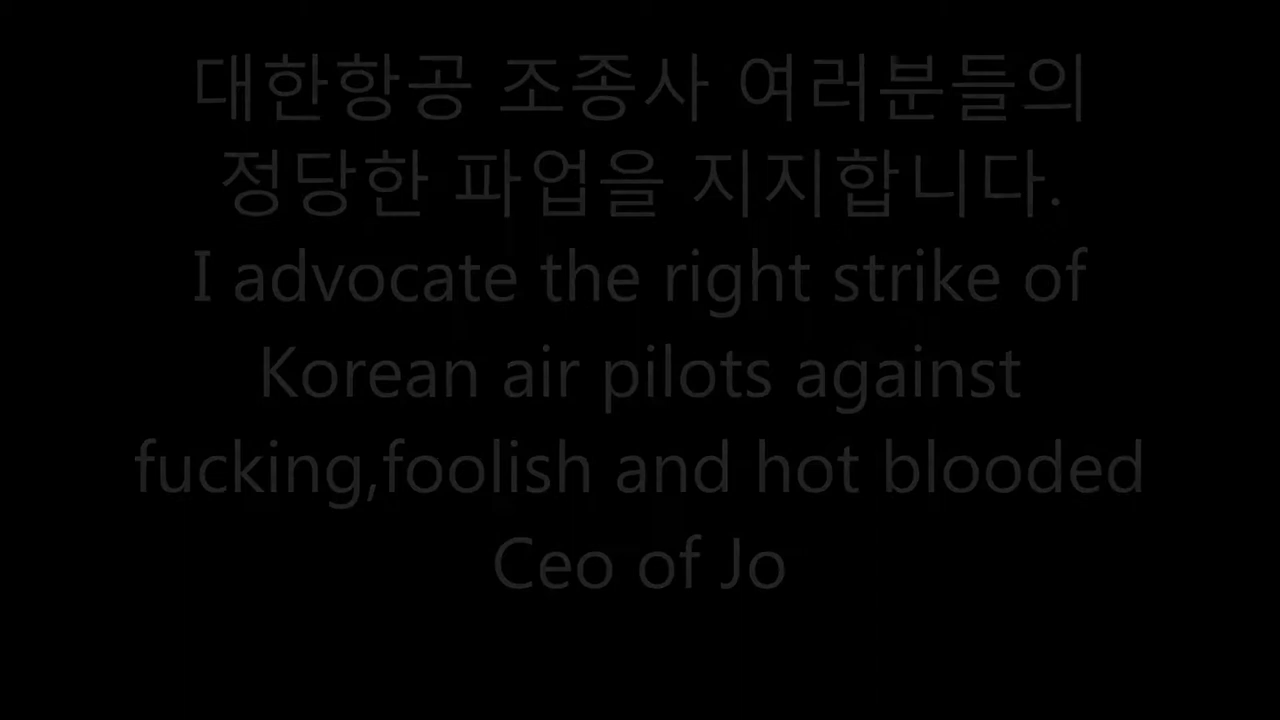 대한항공 조종사 여러분들의
정당한 파업을 지지합니다.
I advocate the right strike of
Korean air pilots against
fucking,foolish and hot blooded
Ceo of Jo